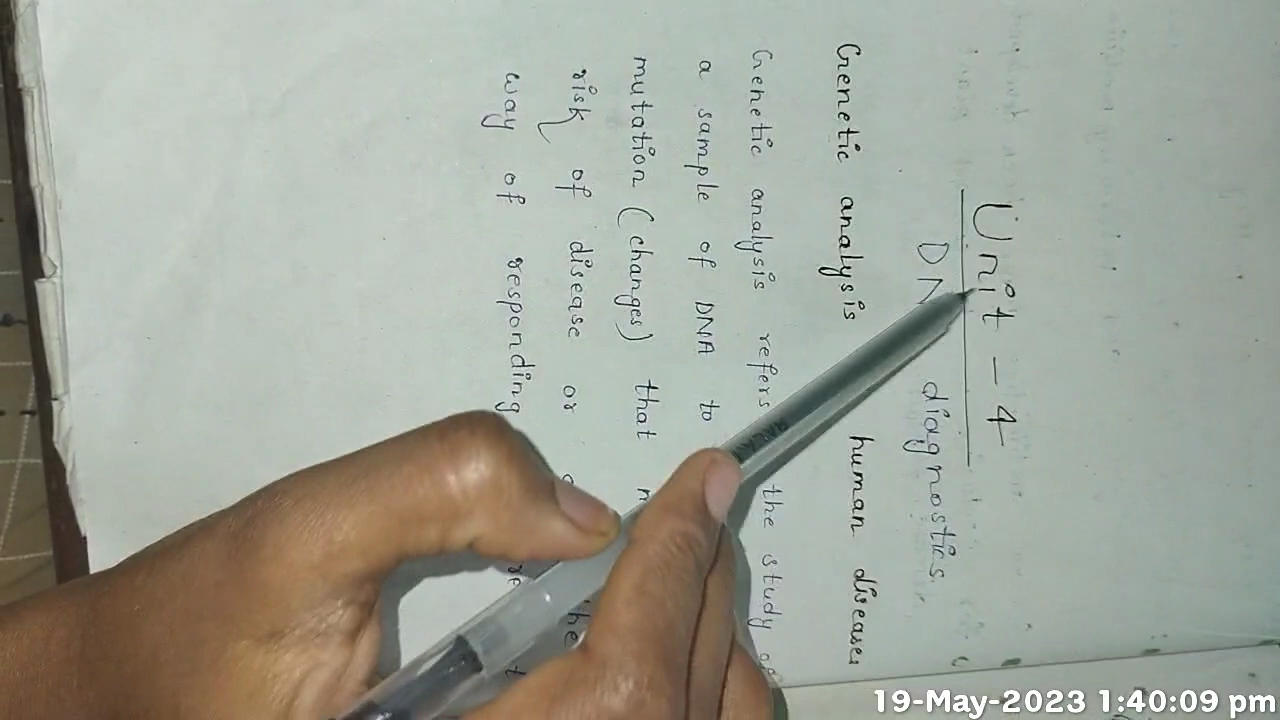 Unit - 4
DN diagnostics
Genetic analysis human diseases
Genetic analysis refers the study of
a sample of DNA to
mutation (changes) that
risk of disease or
way of responding
19-May-2023 1:40:09 pm